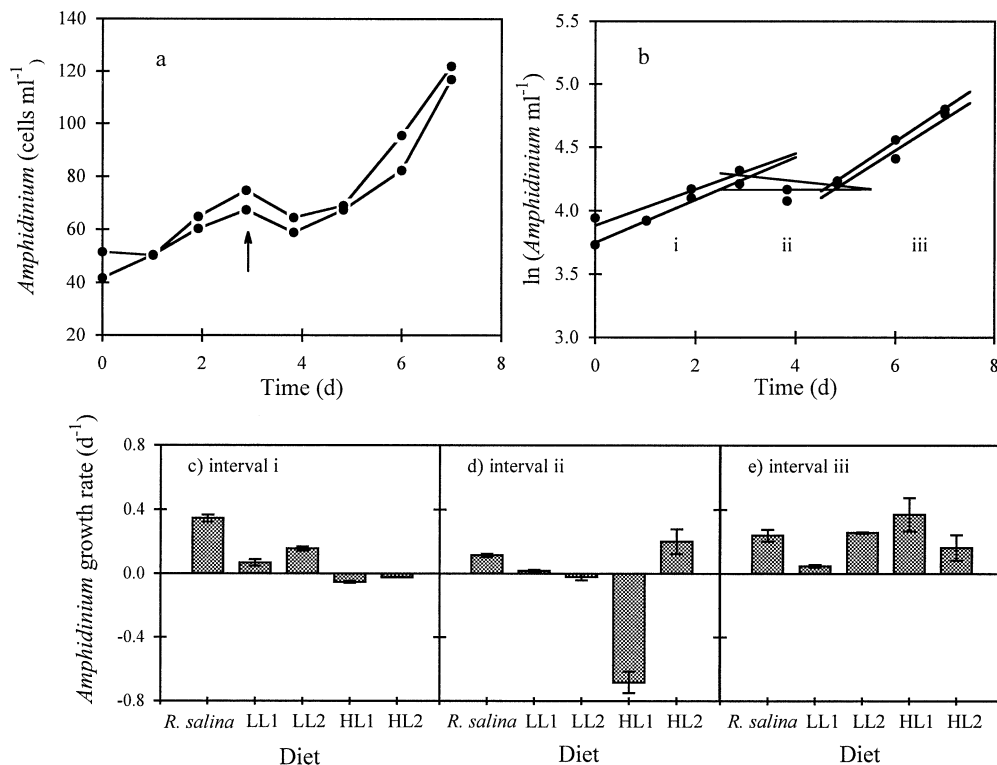 a
140
120
100
80
60
40
20
0 2 4 6 8
Time (d)
Amphidinium (cells ml⁻¹)
b
5.5
5.0
4.5
4.0
3.5
3.0
i ii iii
0 2 4 6 8
Time (d)
ln (Amphidinium ml⁻¹)
Amphidinium growth rate (d⁻¹)
0.8
0.4
0.0
-0.4
-0.8
c) interval i
R. salina LL1 LL2 HL1 HL2
Diet
d) interval ii
R. salina LL1 LL2 HL1 HL2
Diet
e) interval iii
R. salina LL1 LL2 HL1 HL2
Diet